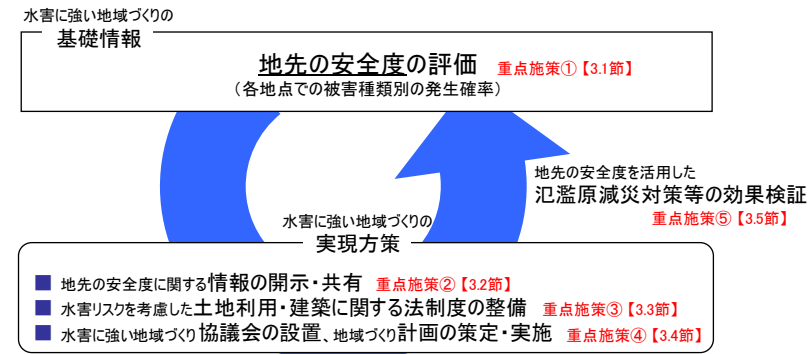 水害に強い地域づくりの
基礎情報
地先の安全度の評価 重点施策①【3.1節】
(各地点での被害種類別の発生確率)
地先の安全度を活用した
氾濫原減災対策等の効果検証
重点施策⑤【3.5節】
水害に強い地域づくりの
実現方策
■ 地先の安全度に関する情報の開示・共有 重点施策②【3.2節】
■ 水害リスクを考慮した土地利用・建築に関する法制度の整備 重点施策③【3.3節】
■ 水害に強い地域づくり協議会の設置、地域づくり計画の策定・実施 重点施策④【3.4節】